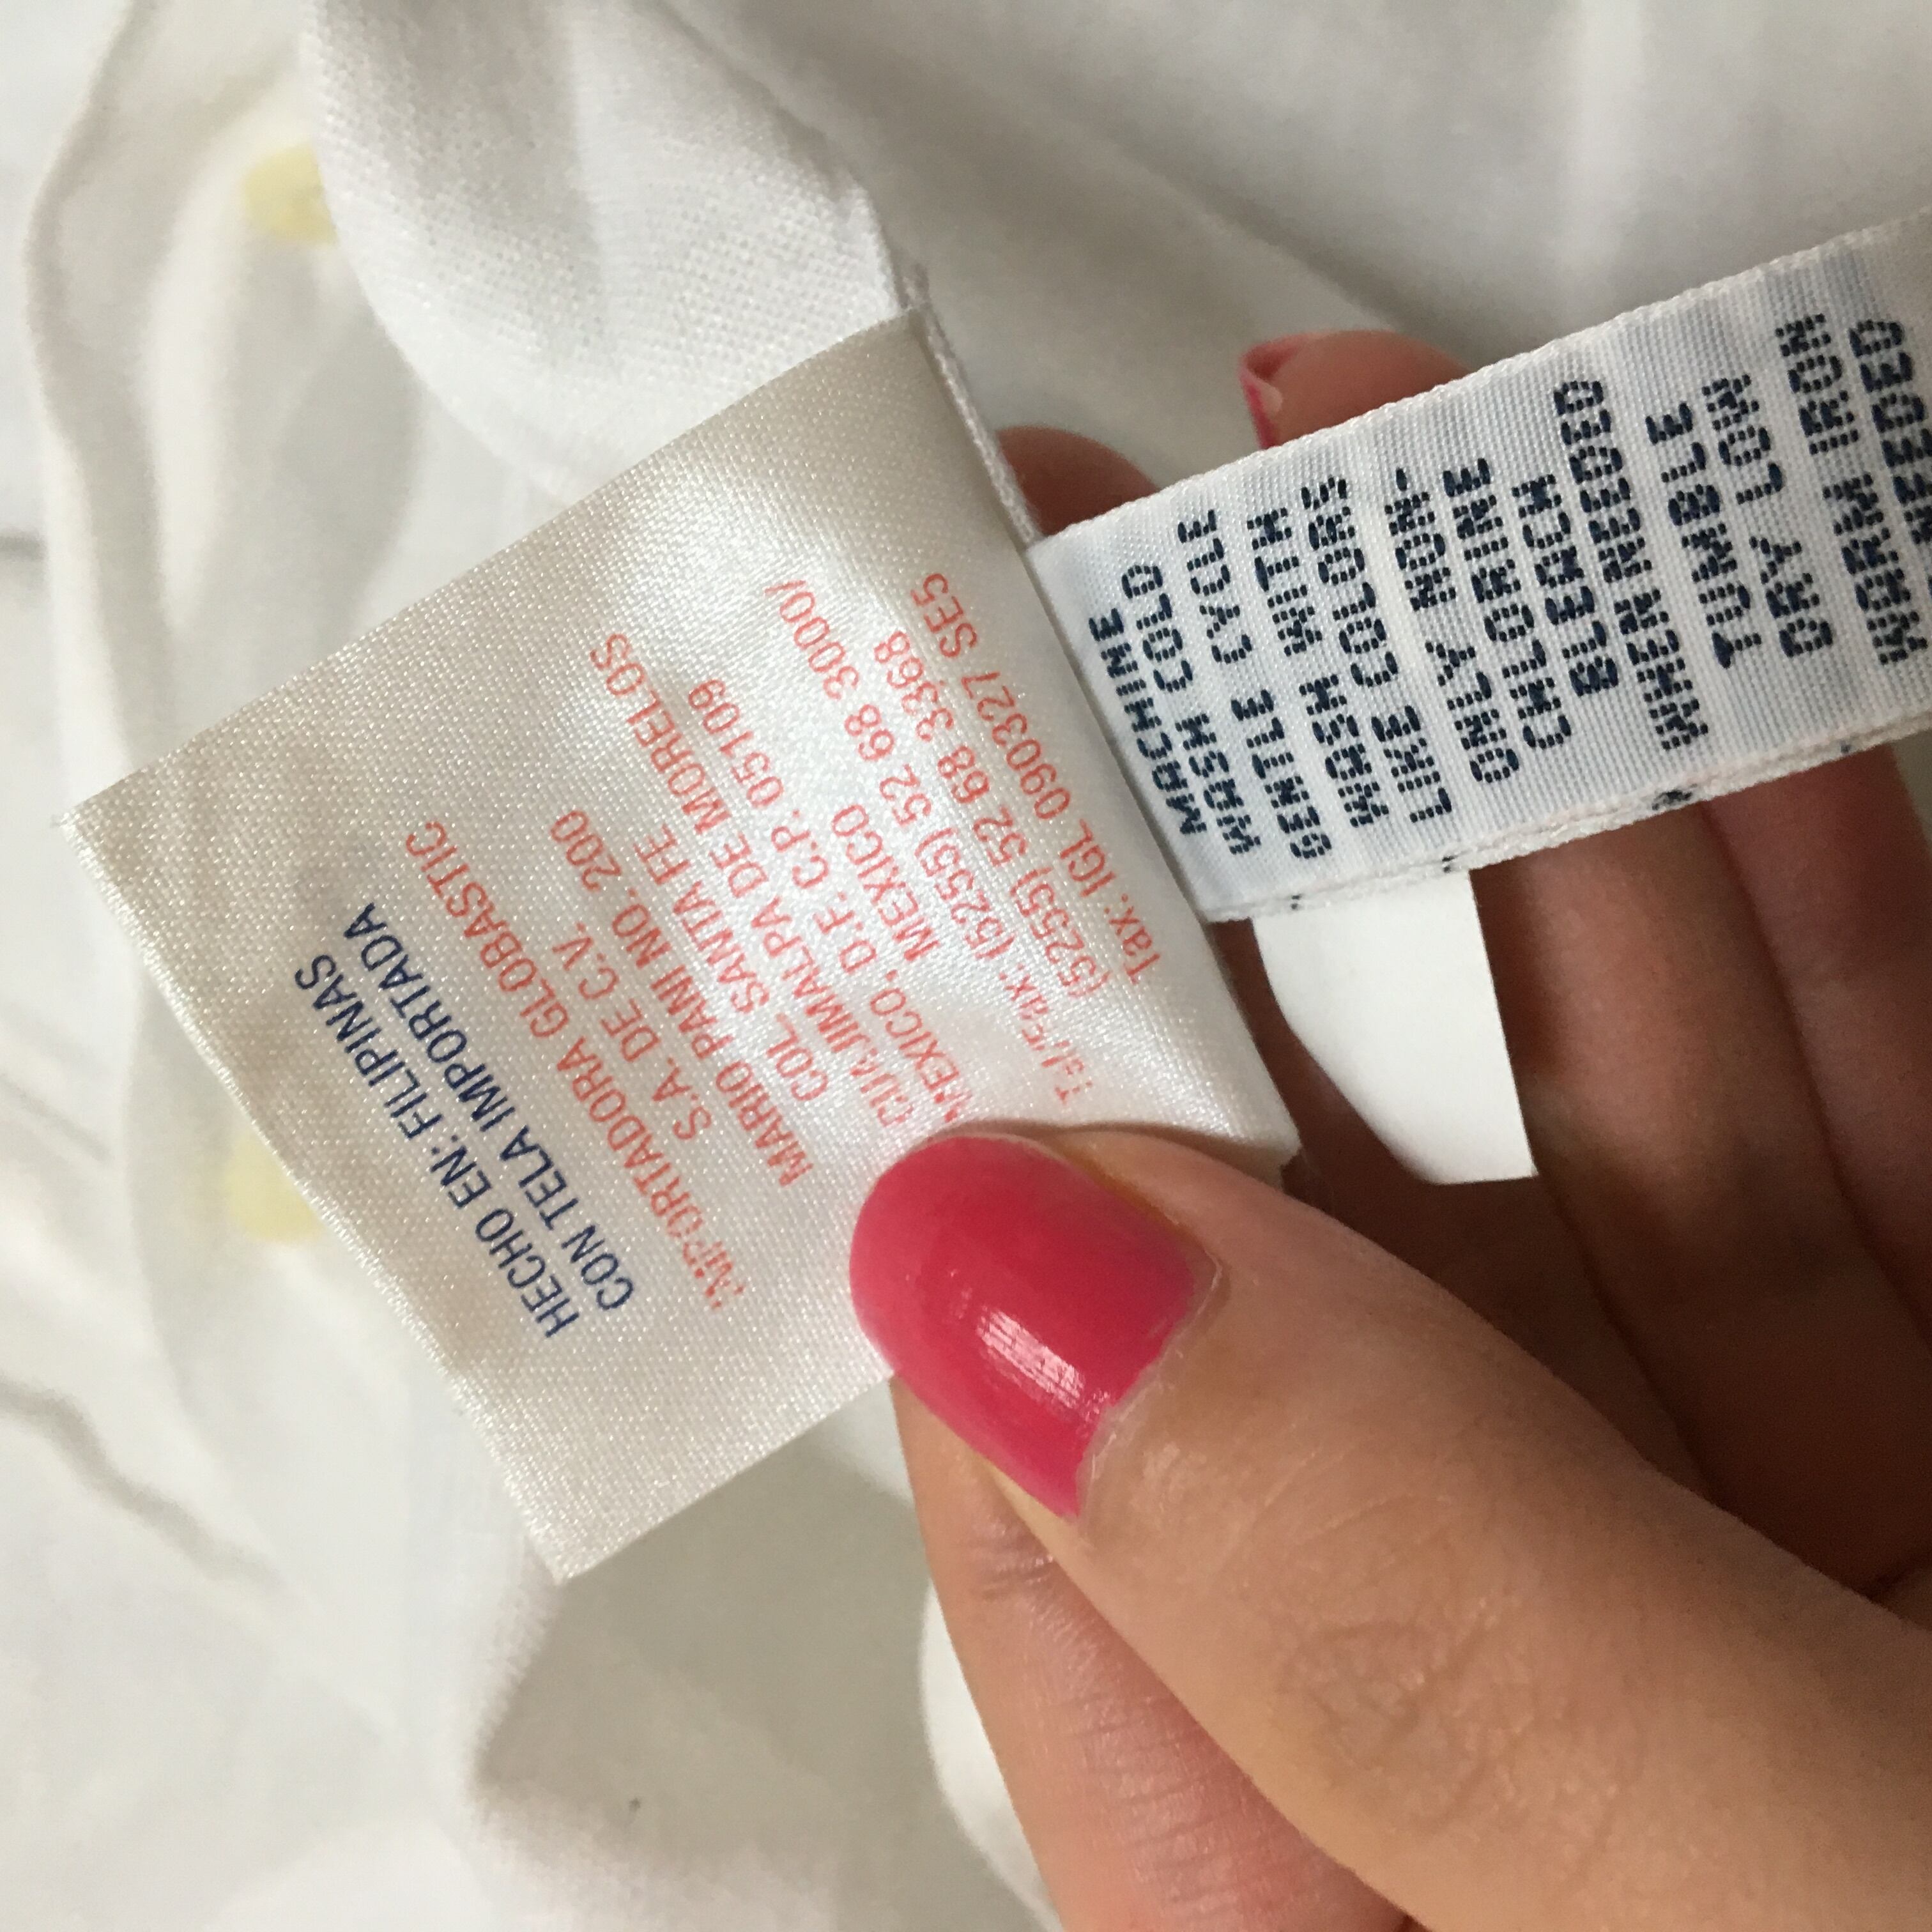 HECHO EN: FILIPINAS
CON TELA IMPORTADA
IMPORTADORA GLOBASTIC
S.A. DE C.V.
MARIO PANI NO. 200
COL. SANTA FE
CUAJIMALPA DE MORELOS
MEXICO, D.F. C.P. 05109
MEXICO
Tel/Fax: (5255) 52 68 3000/
(5255) 52 68 3368
Tax: IGL 090327 SE5
MACHINE
WASH COLD
GENTLE CYCLE
WASH WITH
LIKE COLORS
ONLY NON-
CHLORINE
BLEACH
WHEN NEEDED
TUMBLE
DRY LOW
WARM IRON
NEEDED